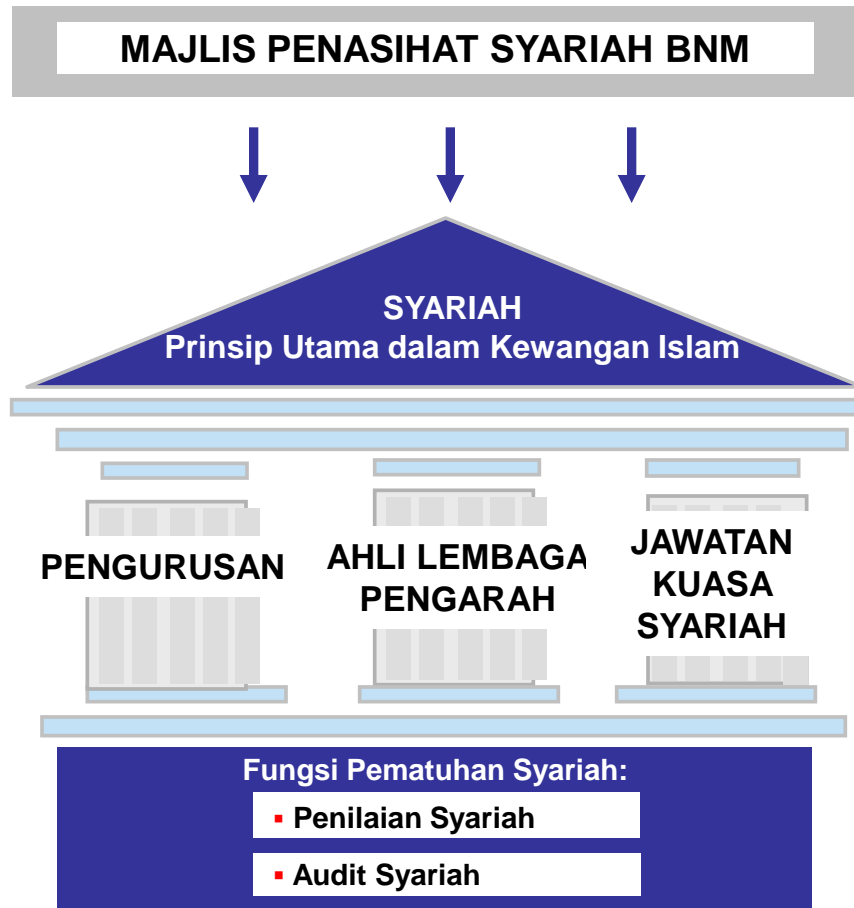 MAJLIS PENASIHAT SYARIAH BNM
SYARIAH
Prinsip Utama dalam Kewangan Islam
PENGURUSAN
AHLI LEMBAGA
PENGARAH
JAWATAN
KUASA
SYARIAH
Fungsi Pematuhan Syariah:
▪ Penilaian Syariah
▪ Audit Syariah